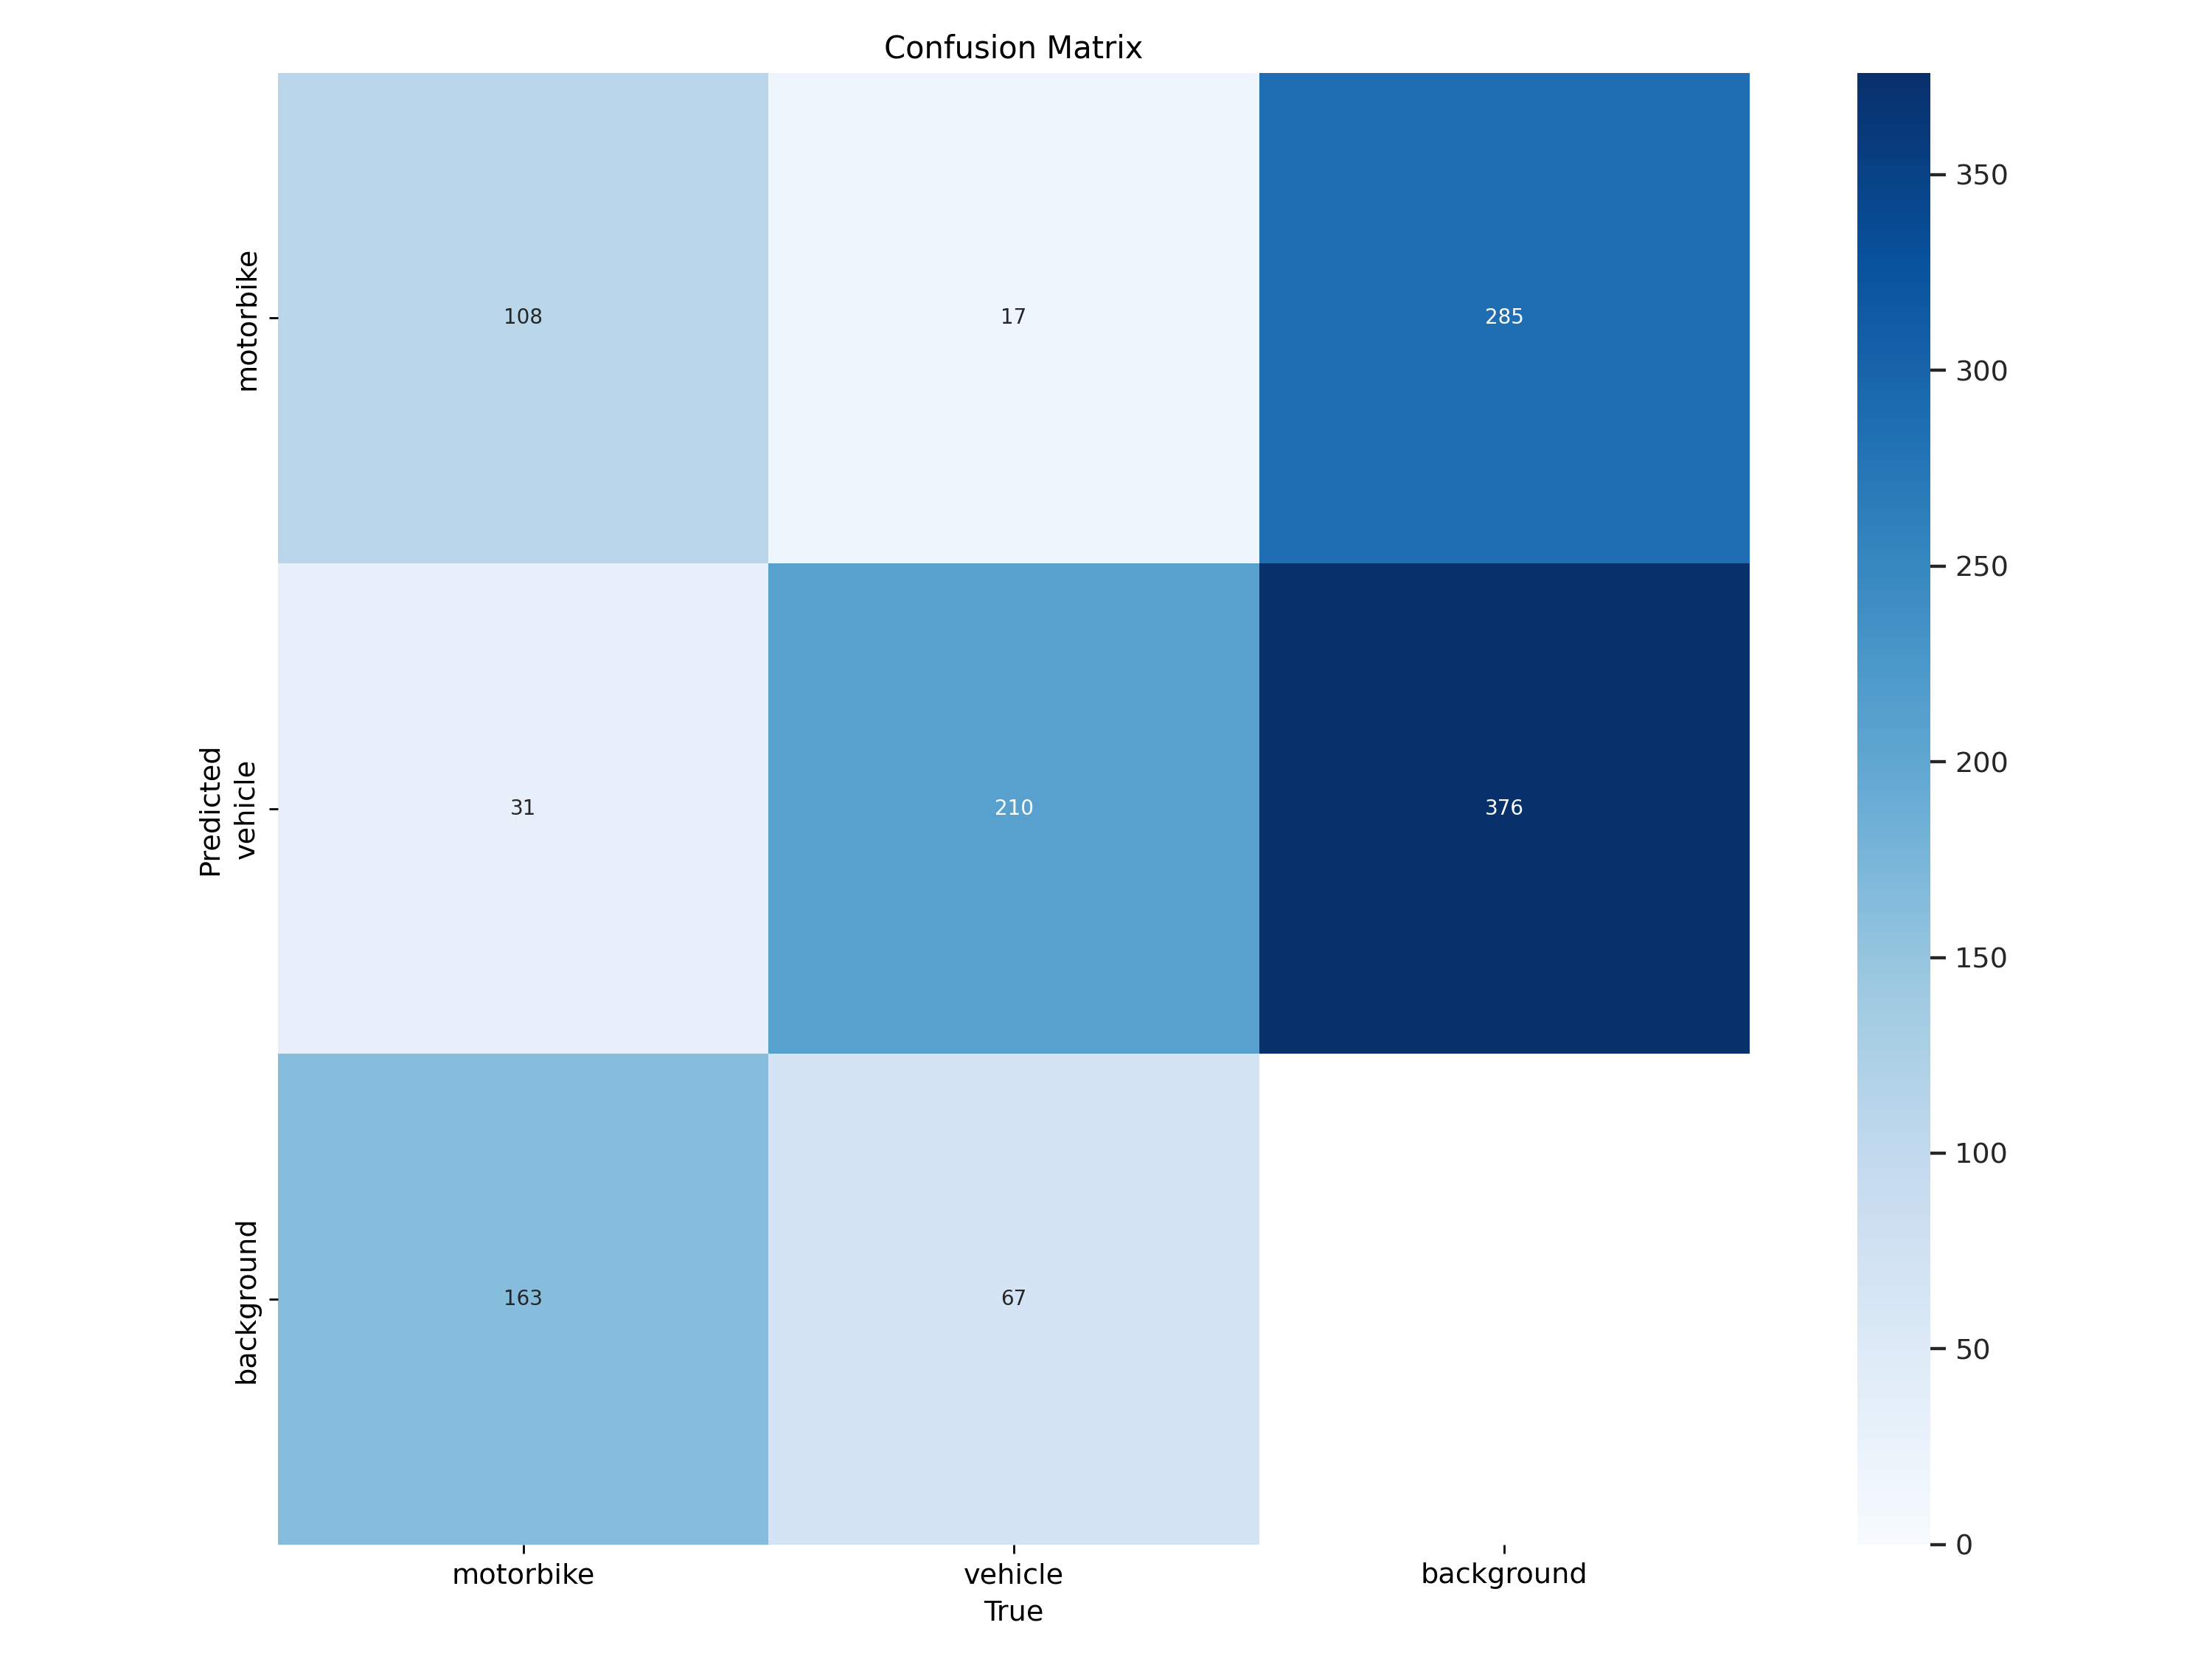 Confusion Matrix
motorbike
108
17
285
Predicted
vehicle
31
210
376
background
163
67
motorbike
vehicle
background
True
350
300
250
200
150
100
50
0